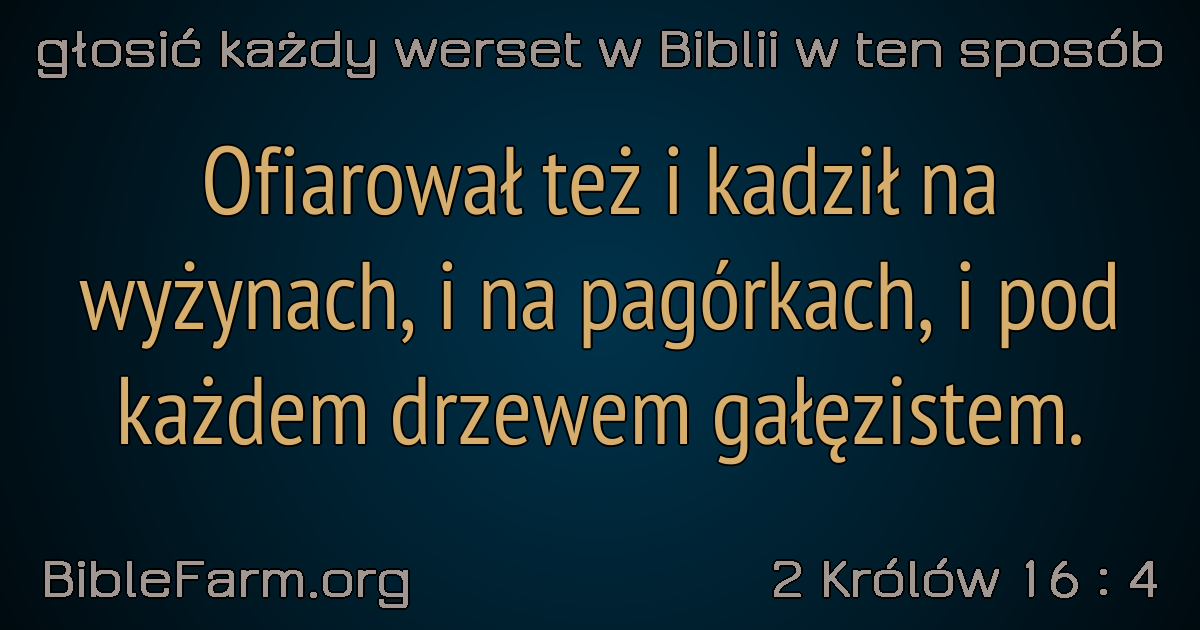 głosić każdy werset w Biblii w ten sposób
Ofiarował też i kadził na
wyżynach, i na pagórkach, i pod
każdem drzewem gałęzistem.
BibleFarm.org
2 Królów 16 : 4